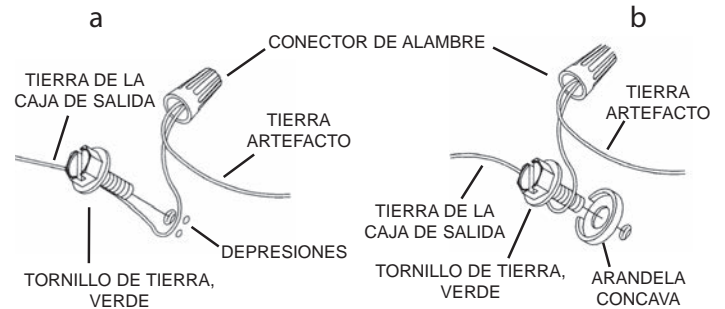 a
b
CONECTOR DE ALAMBRE
TIERRA DE LA
CAJA DE SALIDA
TIERRA
ARTEFACTO
DEPRESIONES
TORNILLO DE TIERRA,
VERDE
TIERRA
ARTEFACTO
TIERRA DE LA
CAJA DE SALIDA
TORNILLO DE TIERRA,
VERDE
ARANDELA
CONCAVA